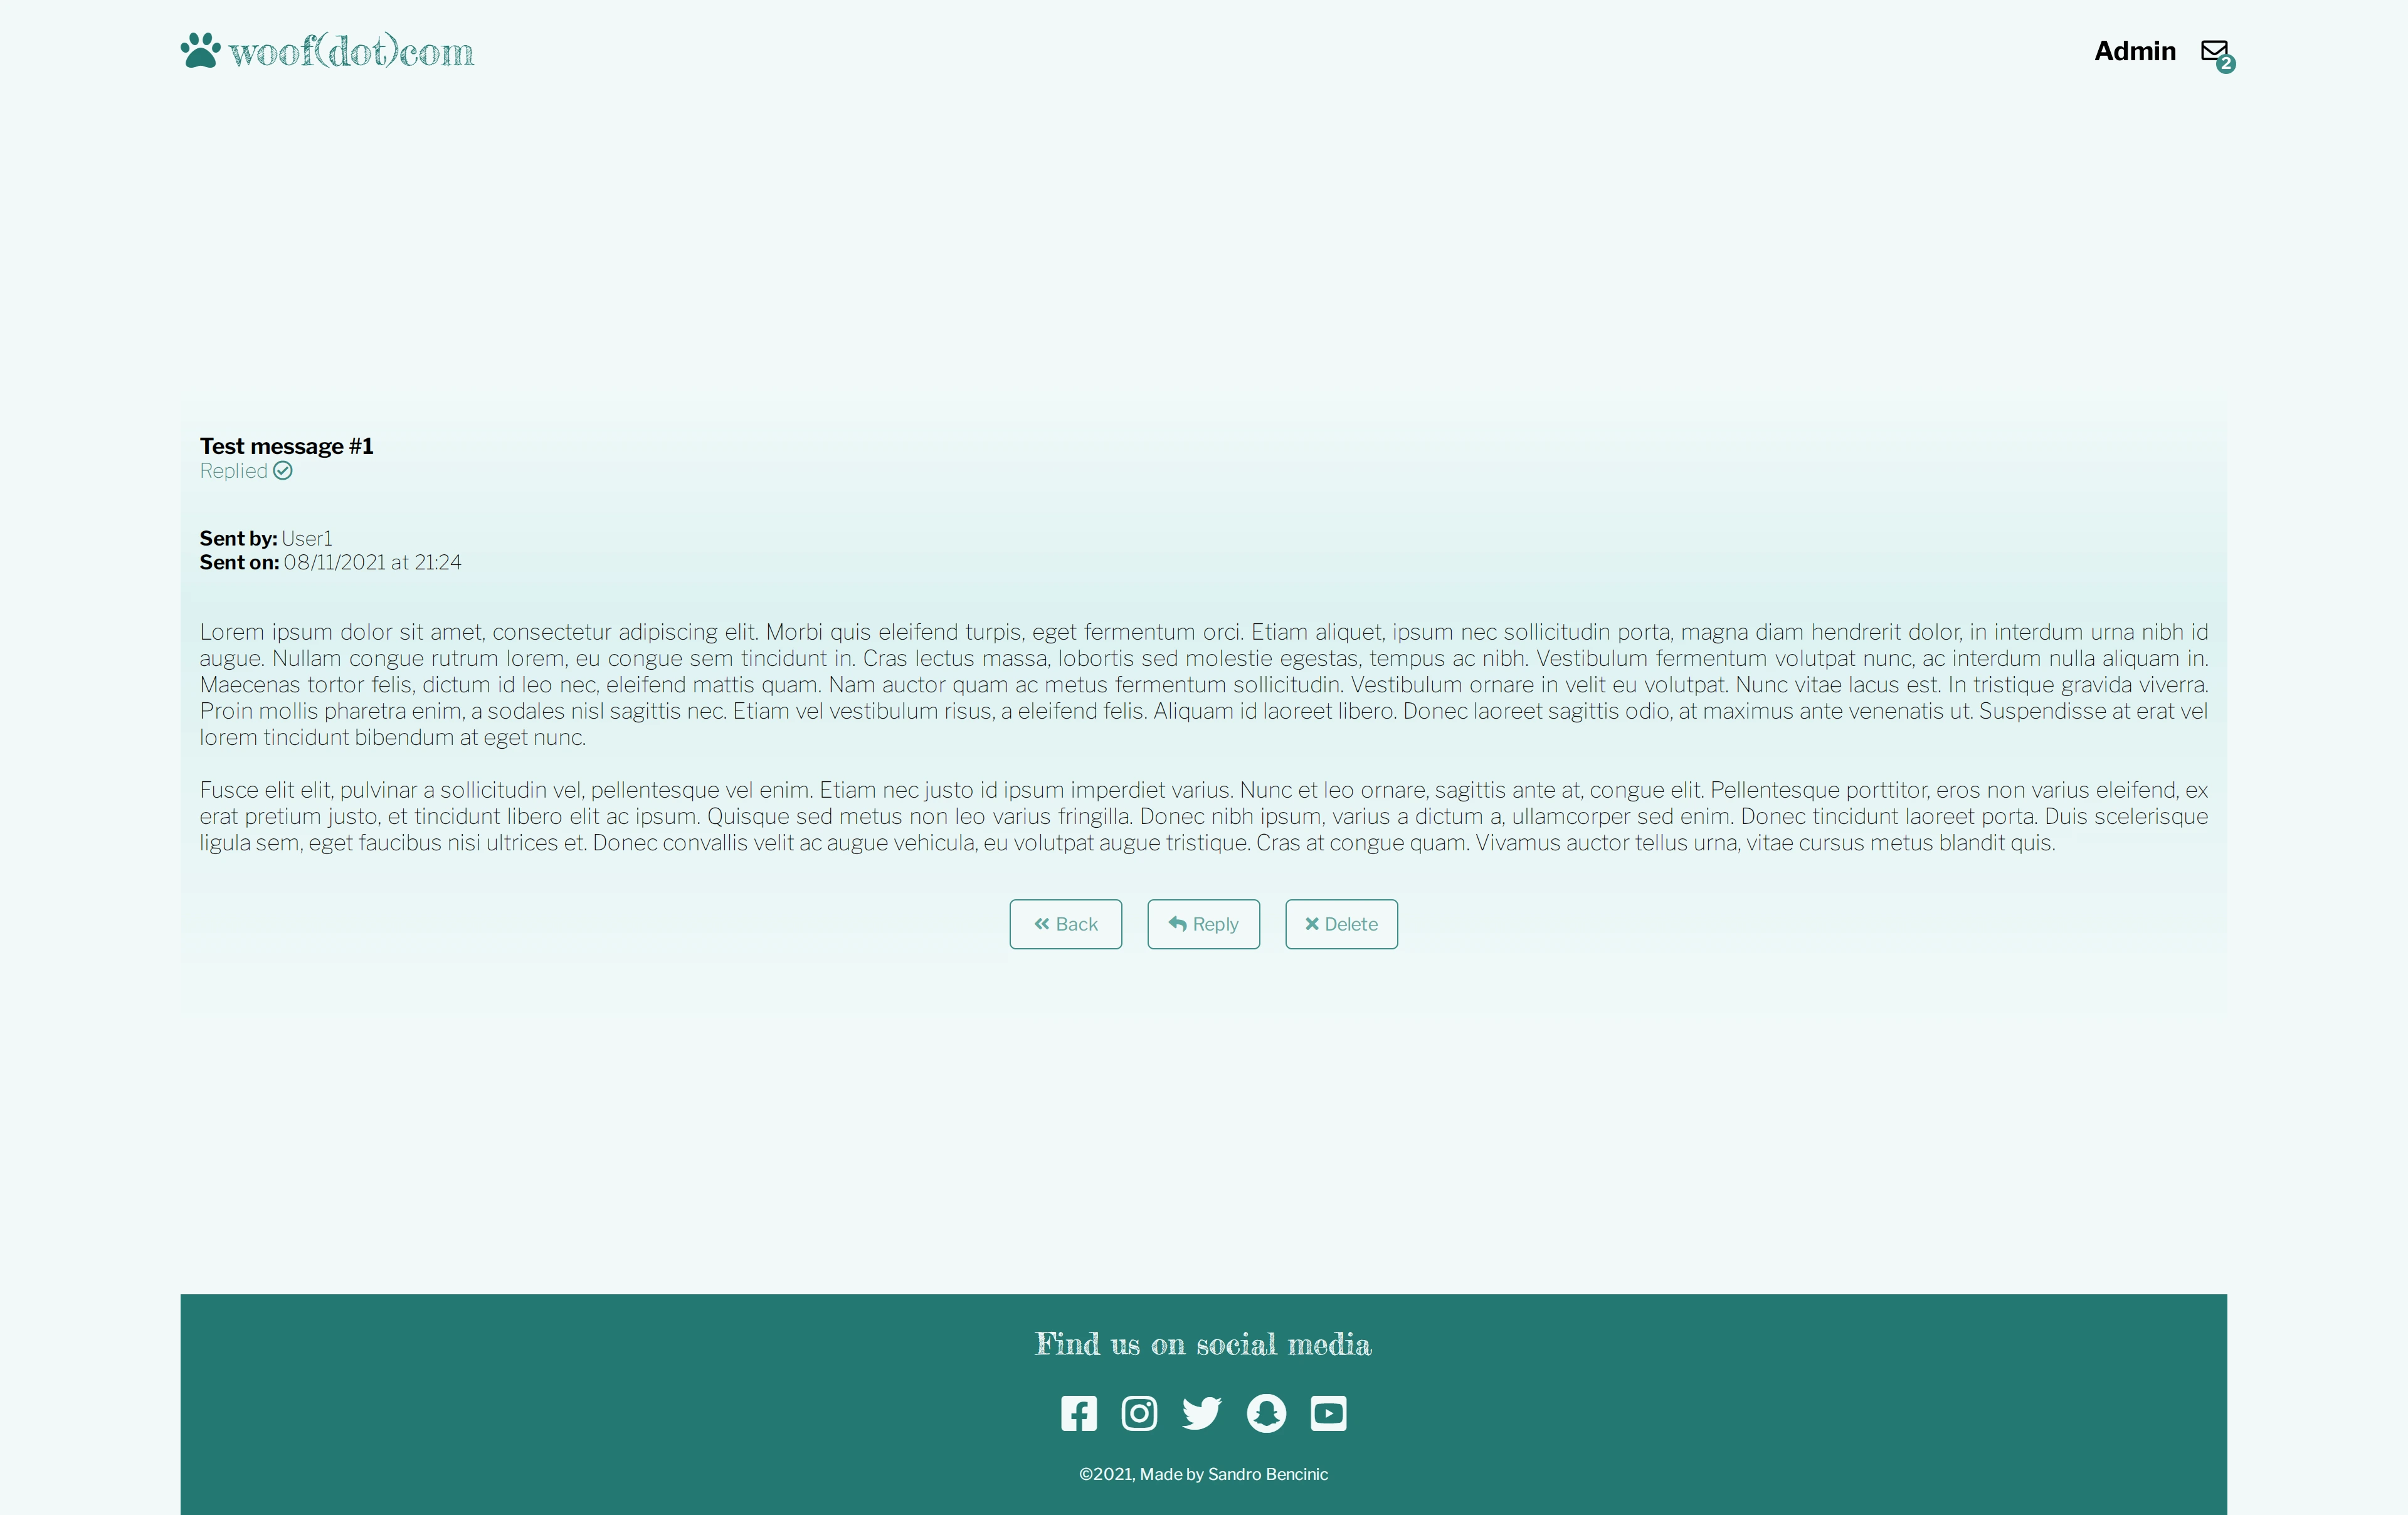 woof(dot)com
Admin
2
Test message #1
Replied
Sent by: User1
Sent on: 08/11/2021 at 21:24
Lorem ipsum dolor sit amet, consectetur adipiscing elit. Morbi quis eleifend turpis, eget fermentum orci. Etiam aliquet, ipsum nec sollicitudin porta, magna diam hendrerit dolor, in interdum urna nibh id
augue. Nullam congue rutrum lorem, eu congue sem tincidunt in. Cras lectus massa, lobortis sed molestie egestas, tempus ac nibh. Vestibulum fermentum volutpat nunc, ac interdum nulla aliquam in.
Maecenas tortor felis, dictum id leo nec, eleifend mattis quam. Nam auctor quam ac metus fermentum sollicitudin. Vestibulum ornare in velit eu volutpat. Nunc vitae lacus est. In tristique gravida viverra.
Proin mollis pharetra enim, a sodales nisl sagittis nec. Etiam vel vestibulum risus, a eleifend felis. Aliquam id laoreet libero. Donec laoreet sagittis odio, at maximus ante venenatis ut. Suspendisse at erat vel
lorem tincidunt bibendum at eget nunc.
Fusce elit elit, pulvinar a sollicitudin vel, pellentesque vel enim. Etiam nec justo id ipsum imperdiet varius. Nunc et leo ornare, sagittis ante at, congue elit. Pellentesque porttitor, eros non varius eleifend, ex
erat pretium justo, et tincidunt libero elit ac ipsum. Quisque sed metus non leo varius fringilla. Donec nibh ipsum, varius a dictum a, ullamcorper sed enim. Donec tincidunt laoreet porta. Duis scelerisque
ligula sem, eget faucibus nisi ultrices et. Donec convallis velit ac augue vehicula, eu volutpat augue tristique. Cras at congue quam. Vivamus auctor tellus urna, vitae cursus metus blandit quis.
Back
Reply
Delete
Find us on social media
©2021, Made by Sandro Bencinic